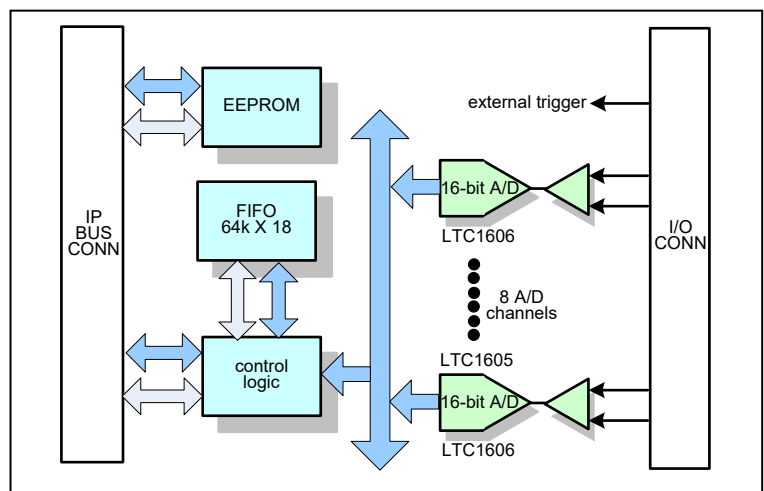 IP
BUS
CONN
EEPROM
FIFO
64k X 18
control
logic
external trigger
16-bit A/D
LTC1606
8 A/D
channels
LTC1605
16-bit A/D
LTC1606
I/O
CONN